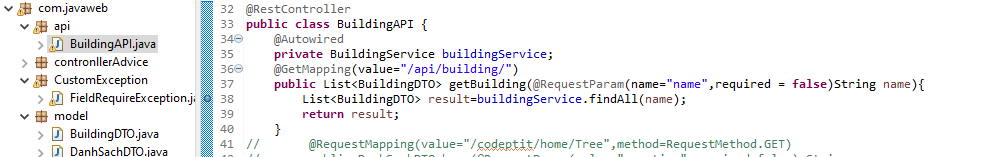 com.javaweb
api
BuildingAPI.java
contronllerAdvice
CustomException
FieldRequireException.ja
model
BuildingDTO.java
DanhSachDTO.java
32 @RestController
33 public class BuildingAPI {
34 @Autowired
35 private BuildingService buildingService;
36 @GetMapping(value="/api/building/")
37 public List<BuildingDTO> getBuilding(@RequestParam(name="name",required = false)String name){
38 List<BuildingDTO> result=buildingService.findAll(name);
39 return result;
40 }
41 // @RequestMapping(value="/codeptit/home/Tree",method=RequestMethod.GET)